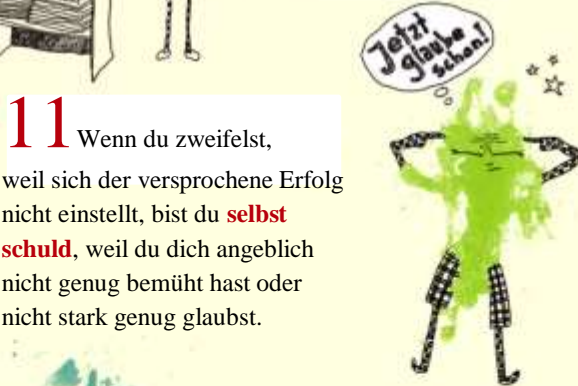 Jetzt
glaube
schon!
11 Wenn du zweifelst,
weil sich der versprochene Erfolg
nicht einstellt, bist du selbst
schuld, weil du dich angeblich
nicht genug bemüht hast oder
nicht stark genug glaubst.